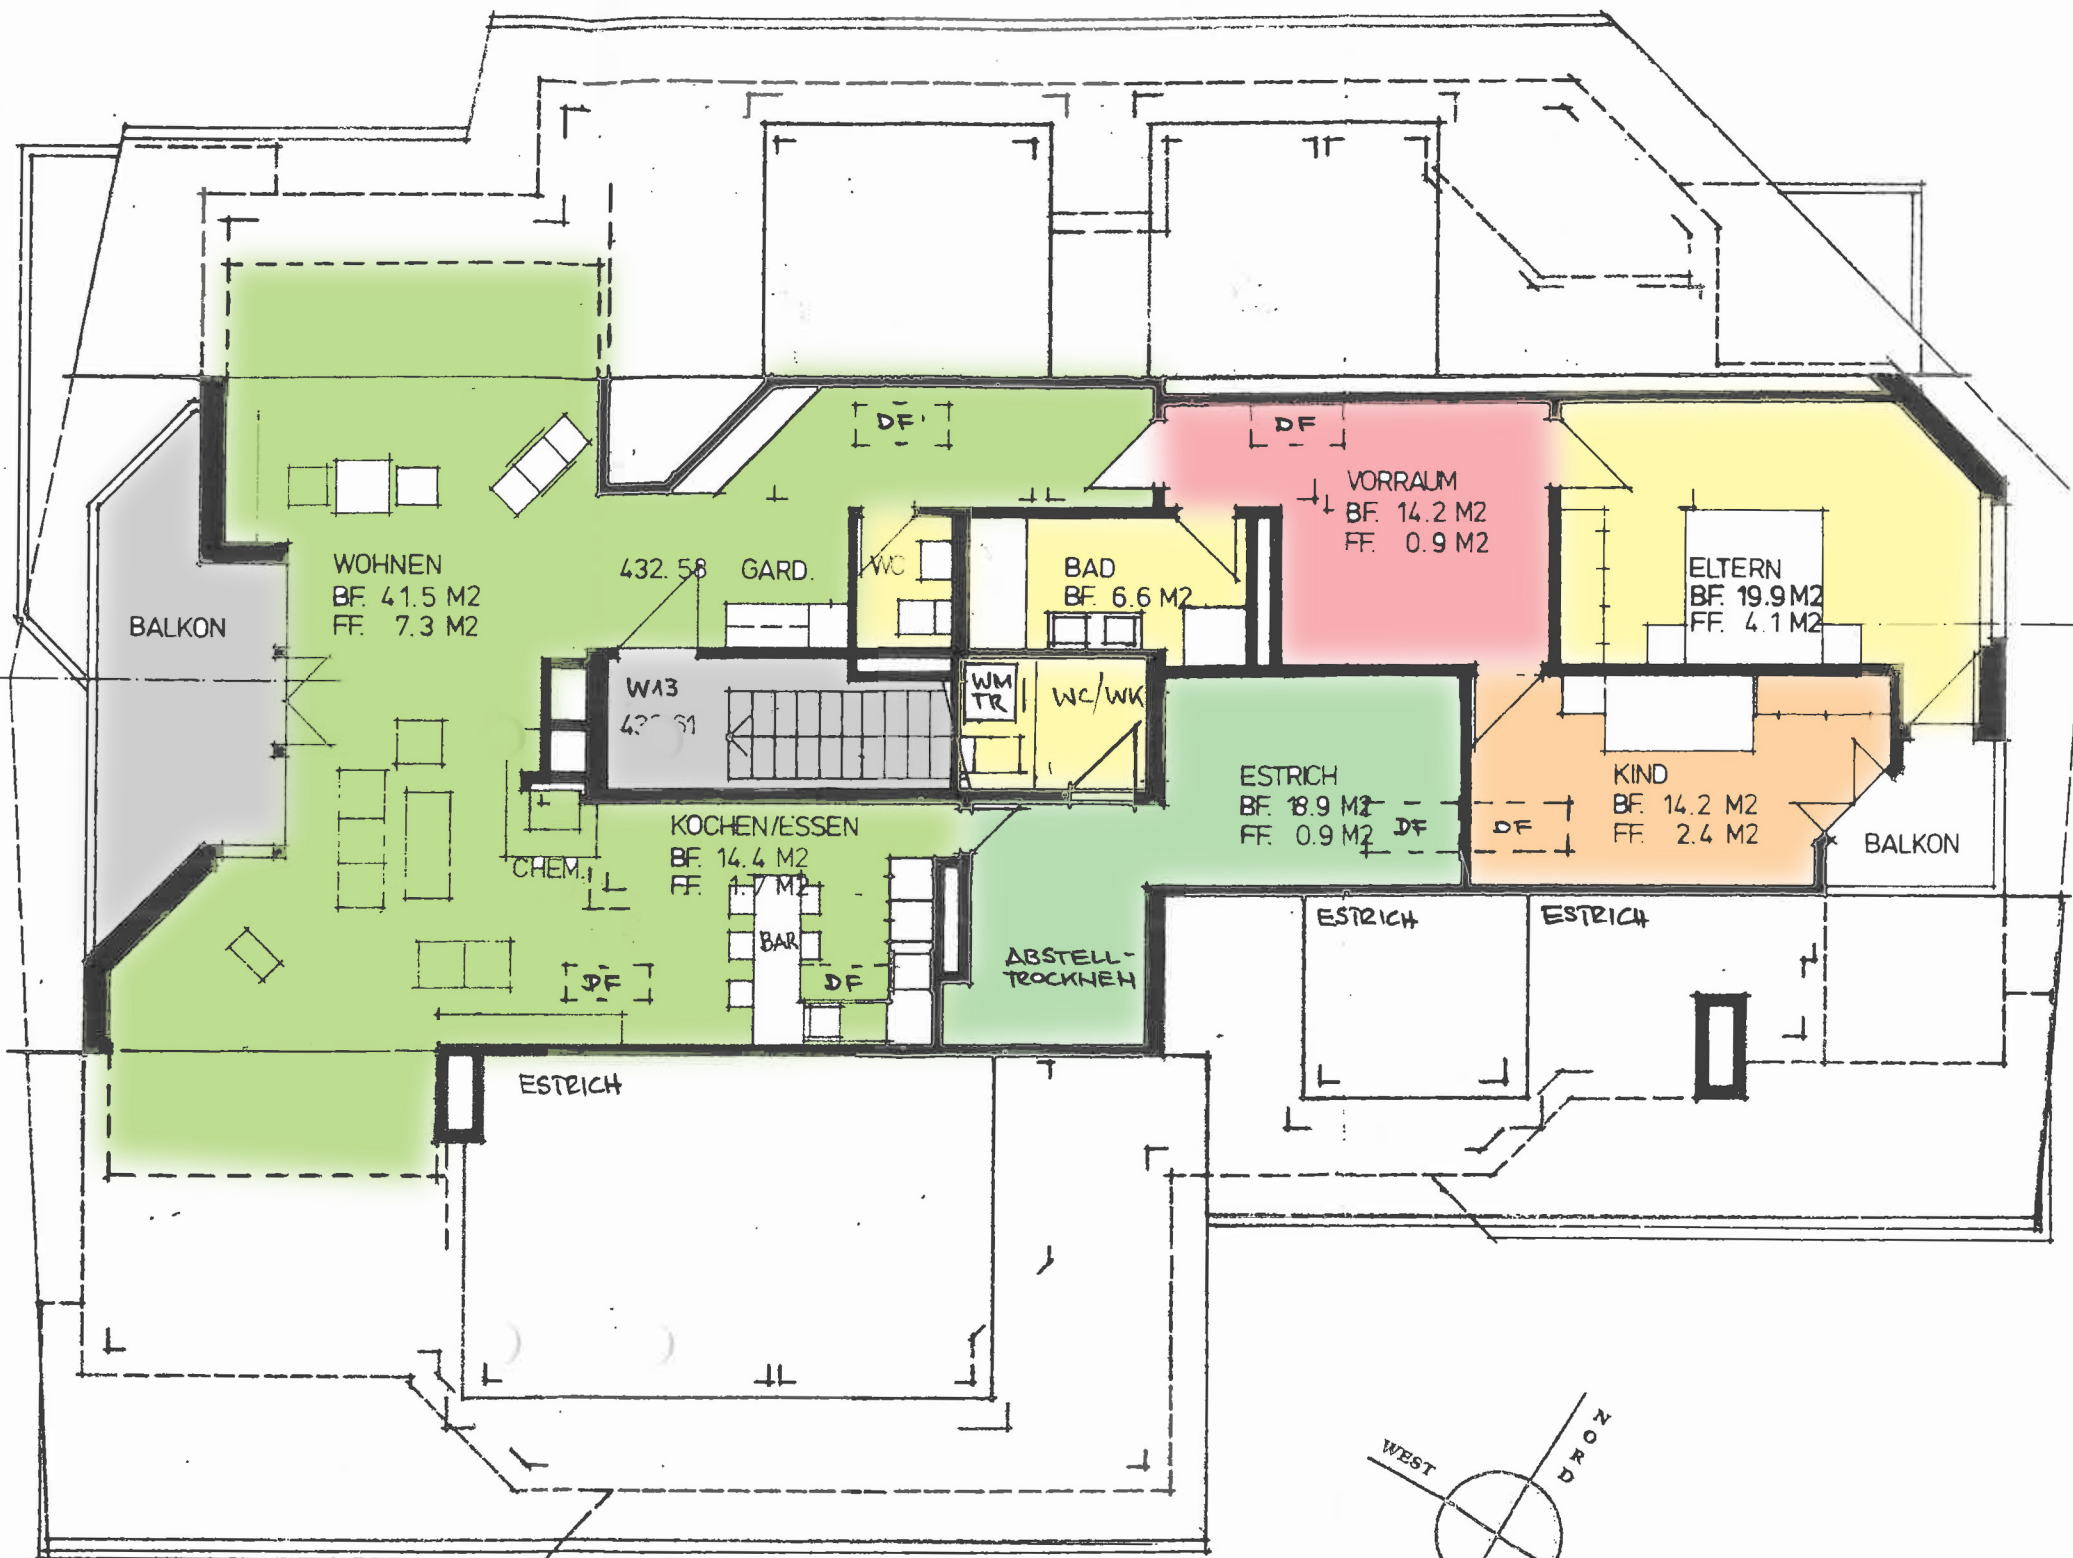 DF
DF
VORRAUM
BF. 14.2 M2
FF. 0.9 M2
WOHNEN
BF. 41.5 M2
FF. 7.3 M2
432.58
GARD.
WC
BAD
BF. 6.6 M2
ELTERN
BF. 19.9 M2
FF. 4.1 M2
BALKON
W13
WM
TR
WC/WK
ESTRICH
BF. 18.9 M2
FF. 0.9 M2
DF
DF
KIND
BF. 14.2 M2
FF. 2.4 M2
BALKON
KOCHEN/ESSEN
BF. 14.4 M2
FF. 1.7 M2
CHEM.
BAR
DF
DF
ABSTELL-
TROCKNEN
ESTRICH
ESTRICH
ESTRICH
NORD
WEST